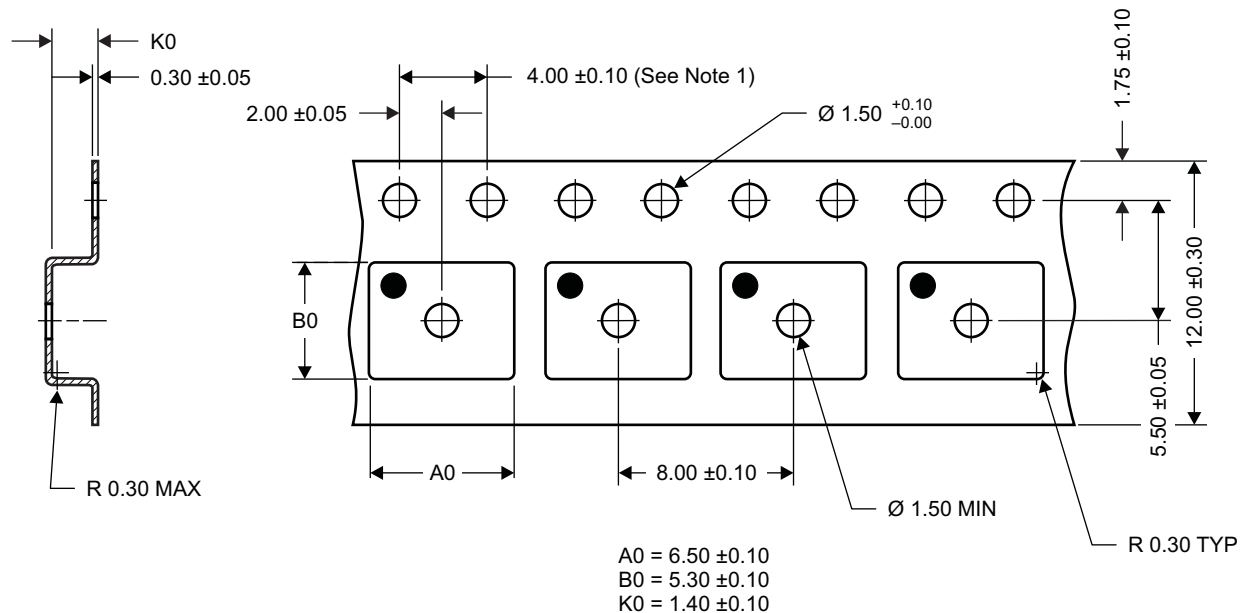 K0
0.30 ±0.05
4.00 ±0.10 (See Note 1)
2.00 ±0.05
Ø 1.50 +0.10
–0.00
1.75 ±0.10
B0
12.00 ±0.30
5.50 ±0.05
R 0.30 MAX
A0
8.00 ±0.10
Ø 1.50 MIN
R 0.30 TYP
A0 = 6.50 ±0.10
B0 = 5.30 ±0.10
K0 = 1.40 ±0.10